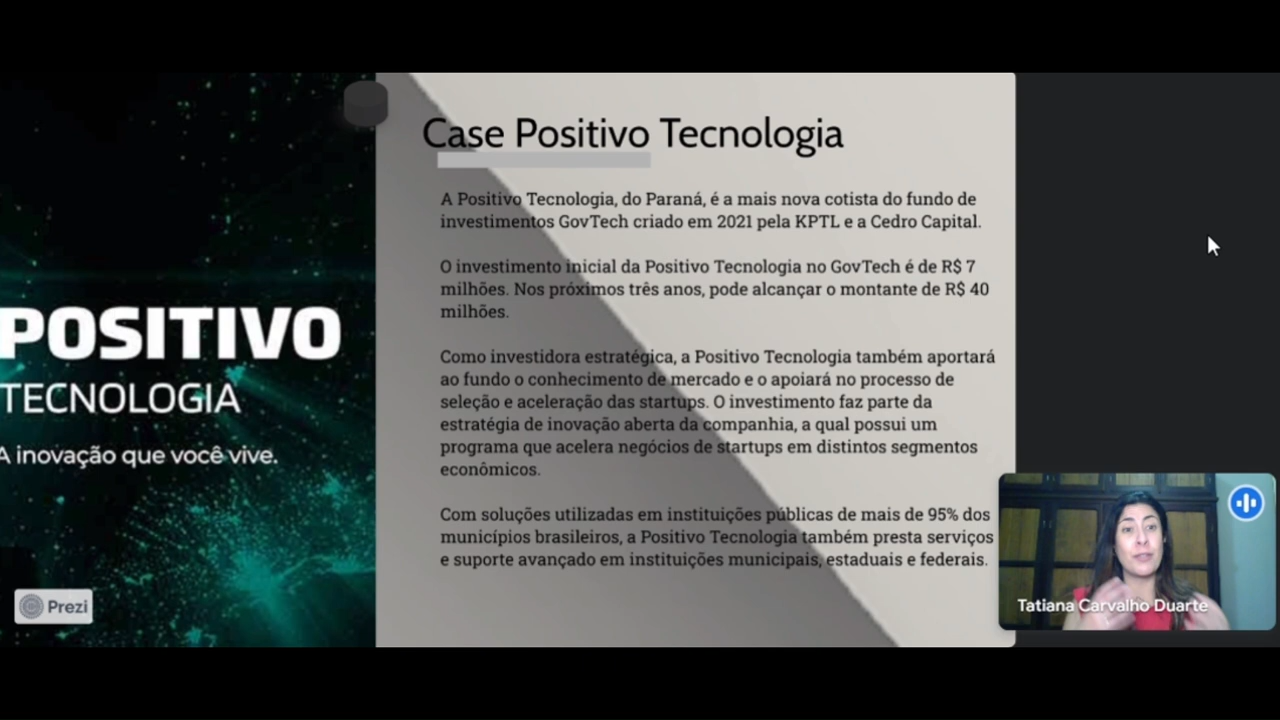 POSITIVO
TECNOLOGIA
A inovação que você vive.
Prezi
Case Positivo Tecnologia
A Positivo Tecnologia, do Paraná, é a mais nova cotista do fundo de
investimentos GovTech criado em 2021 pela KPTL e a Cedro Capital.
O investimento inicial da Positivo Tecnologia no GovTech é de R$ 7
milhões. Nos próximos três anos, pode alcançar o montante de R$ 40
milhões.
Como investidora estratégica, a Positivo Tecnologia também aportará
ao fundo o conhecimento de mercado e o apoiará no processo de
seleção e aceleração das startups. O investimento faz parte da
estratégia de inovação aberta da companhia, a qual possui um
programa que acelera negócios de startups em distintos segmentos
econômicos.
Com soluções utilizadas em instituições públicas de mais de 95% dos
municípios brasileiros, a Positivo Tecnologia também presta serviços
e suporte avançado em instituições municipais, estaduais e federais.
Tatiana Carvalho Duarte